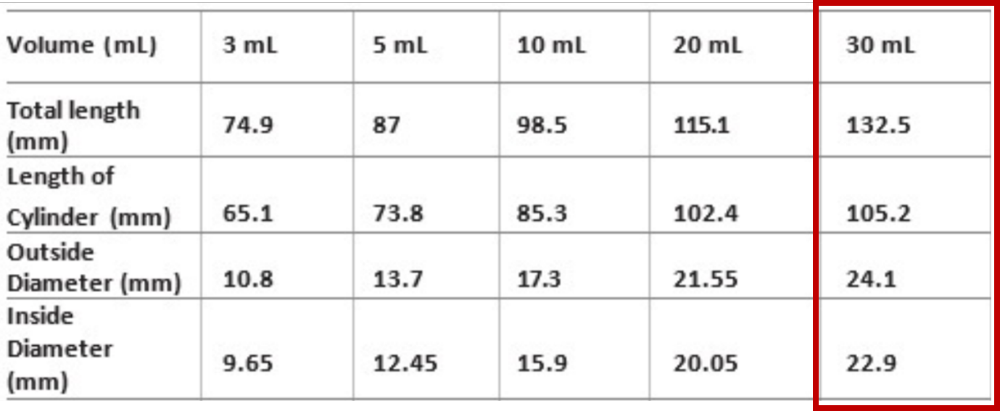 Volume (mL) 3 mL 5 mL 10 mL 20 mL 30 mL
Total length
(mm) 74.9 87 98.5 115.1 132.5
Length of
Cylinder (mm) 65.1 73.8 85.3 102.4 105.2
Outside
Diameter (mm) 10.8 13.7 17.3 21.55 24.1
Inside
Diameter
(mm) 9.65 12.45 15.9 20.05 22.9